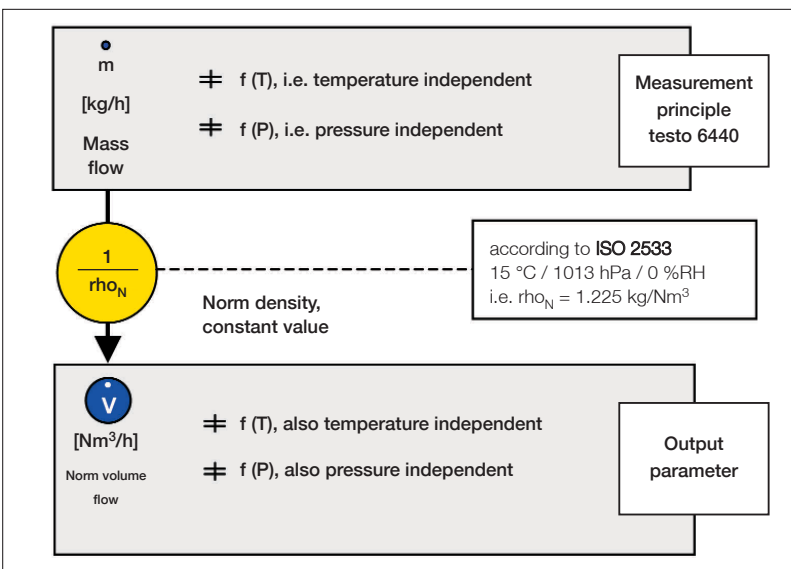 ṁ
[kg/h]
Mass
flow
≠ f (T), i.e. temperature independent
≠ f (P), i.e. pressure independent
Measurement
principle
testo 6440
1
rhoN
Norm density,
constant value
according to ISO 2533
15 °C / 1013 hPa / 0 %RH
i.e. rhoN = 1.225 kg/Nm³
V̇
[Nm³/h]
Norm volume
flow
≠ f (T), also temperature independent
≠ f (P), also pressure independent
Output
parameter